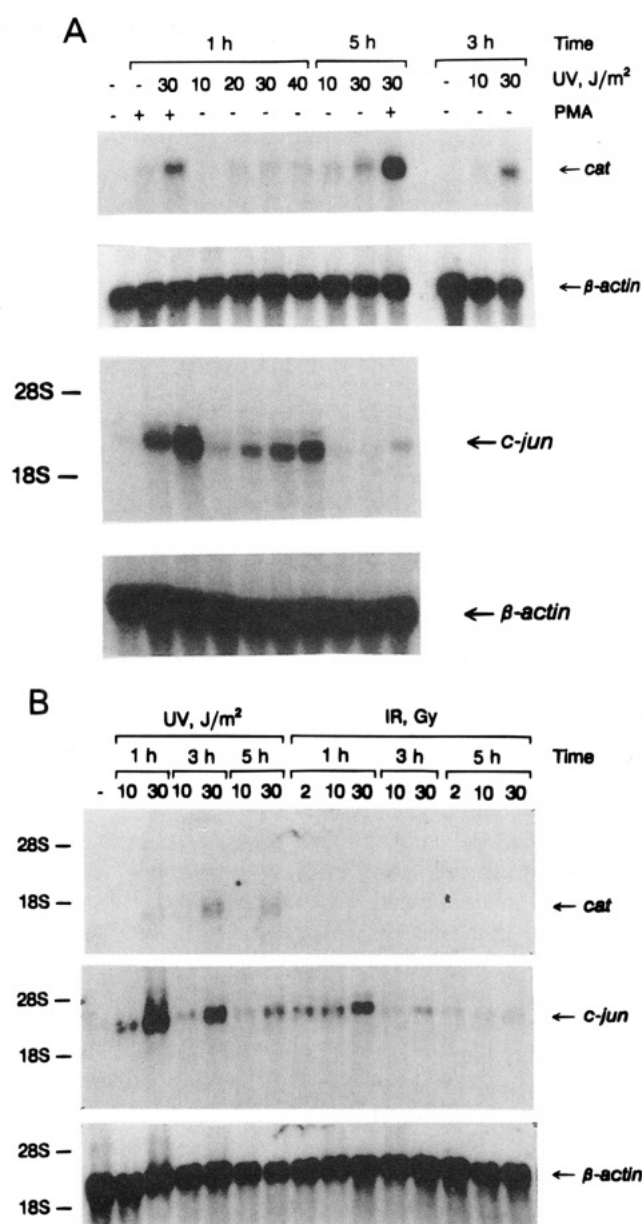 A
1 h 5 h 3 h Time
- - 30 10 20 30 40 10 30 30 - 10 30 UV, J/m²
- + + - - - - - - + - - - PMA
← cat
← β-actin
28S —
← c-jun
18S —
← β-actin
B
UV, J/m² IR, Gy
1 h 3 h 5 h 1 h 3 h 5 h Time
- 10 30 10 30 10 30 2 10 30 10 30 2 10 30
28S —
18S —
← cat
28S —
← c-jun
18S —
28S —
← β-actin
18S —